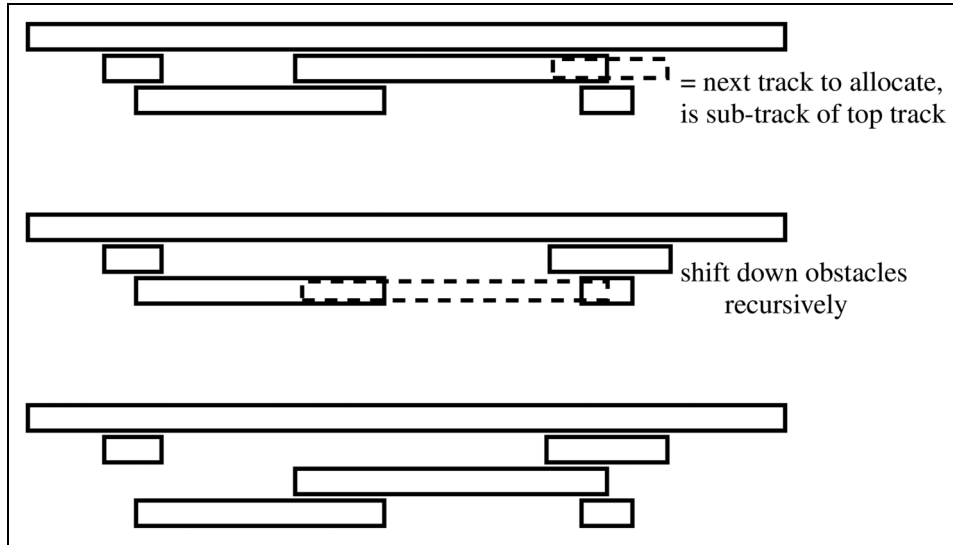 = next track to allocate,
is sub-track of top track
shift down obstacles
recursively